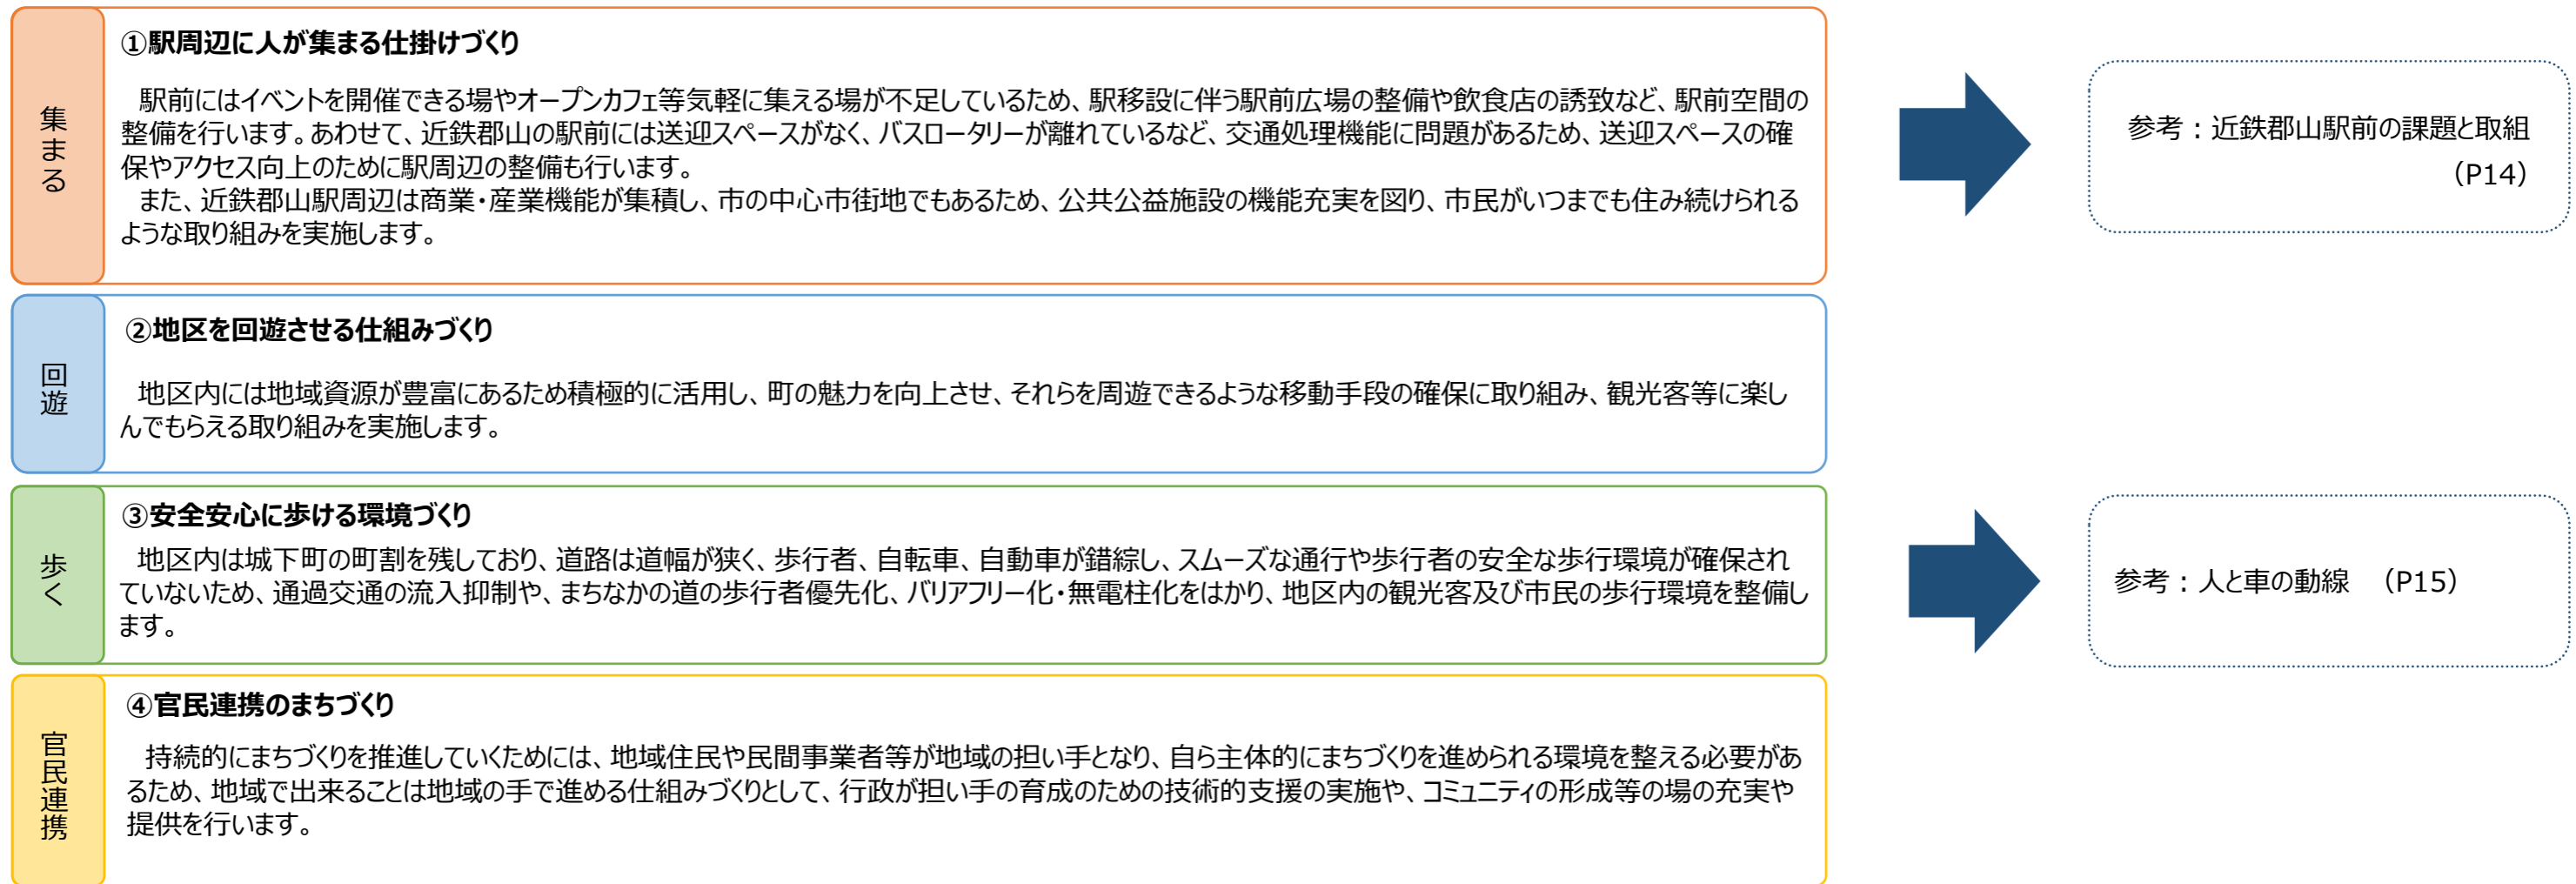 集まる
①駅周辺に人が集まる仕掛けづくり
駅前にはイベントを開催できる場やオープンカフェ等気軽に集える場が不足しているため、駅移設に伴う駅前広場の整備や飲食店の誘致など、駅前空間の
整備を行います。あわせて、近鉄郡山の駅前には送迎スペースがなく、バスロータリーが離れているなど、交通処理機能に問題があるため、送迎スペースの確
保やアクセス向上のために駅周辺の整備も行います。
また、近鉄郡山駅周辺は商業・産業機能が集積し、市の中心市街地でもあるため、公共公益施設の機能充実を図り、市民がいつまでも住み続けられる
ような取り組みを実施します。
参考：近鉄郡山駅前の課題と取組
（P14）
回遊
②地区を回遊させる仕組みづくり
地区内には地域資源が豊富にあるため積極的に活用し、町の魅力を向上させ、それらを周遊できるような移動手段の確保に取り組み、観光客等に楽し
んでもらえる取り組みを実施します。
歩く
③安全安心に歩ける環境づくり
地区内は城下町の町割を残しており、道路は道幅が狭く、歩行者、自転車、自動車が錯綜し、スムーズな通行や歩行者の安全な歩行環境が確保され
ていないため、通過交通の流入抑制や、まちなかの道の歩行者優先化、バリアフリー化・無電柱化をはかり、地区内の観光客及び市民の歩行環境を整備し
ます。
参考：人と車の動線　（P15）
官民連携
④官民連携のまちづくり
持続的にまちづくりを推進していくためには、地域住民や民間事業者等が地域の担い手となり、自ら主体的にまちづくりを進められる環境を整える必要があ
るため、地域で出来ることは地域の手で進める仕組みづくりとして、行政が担い手の育成のための技術的支援の実施や、コミュニティの形成等の場の充実や
提供を行います。